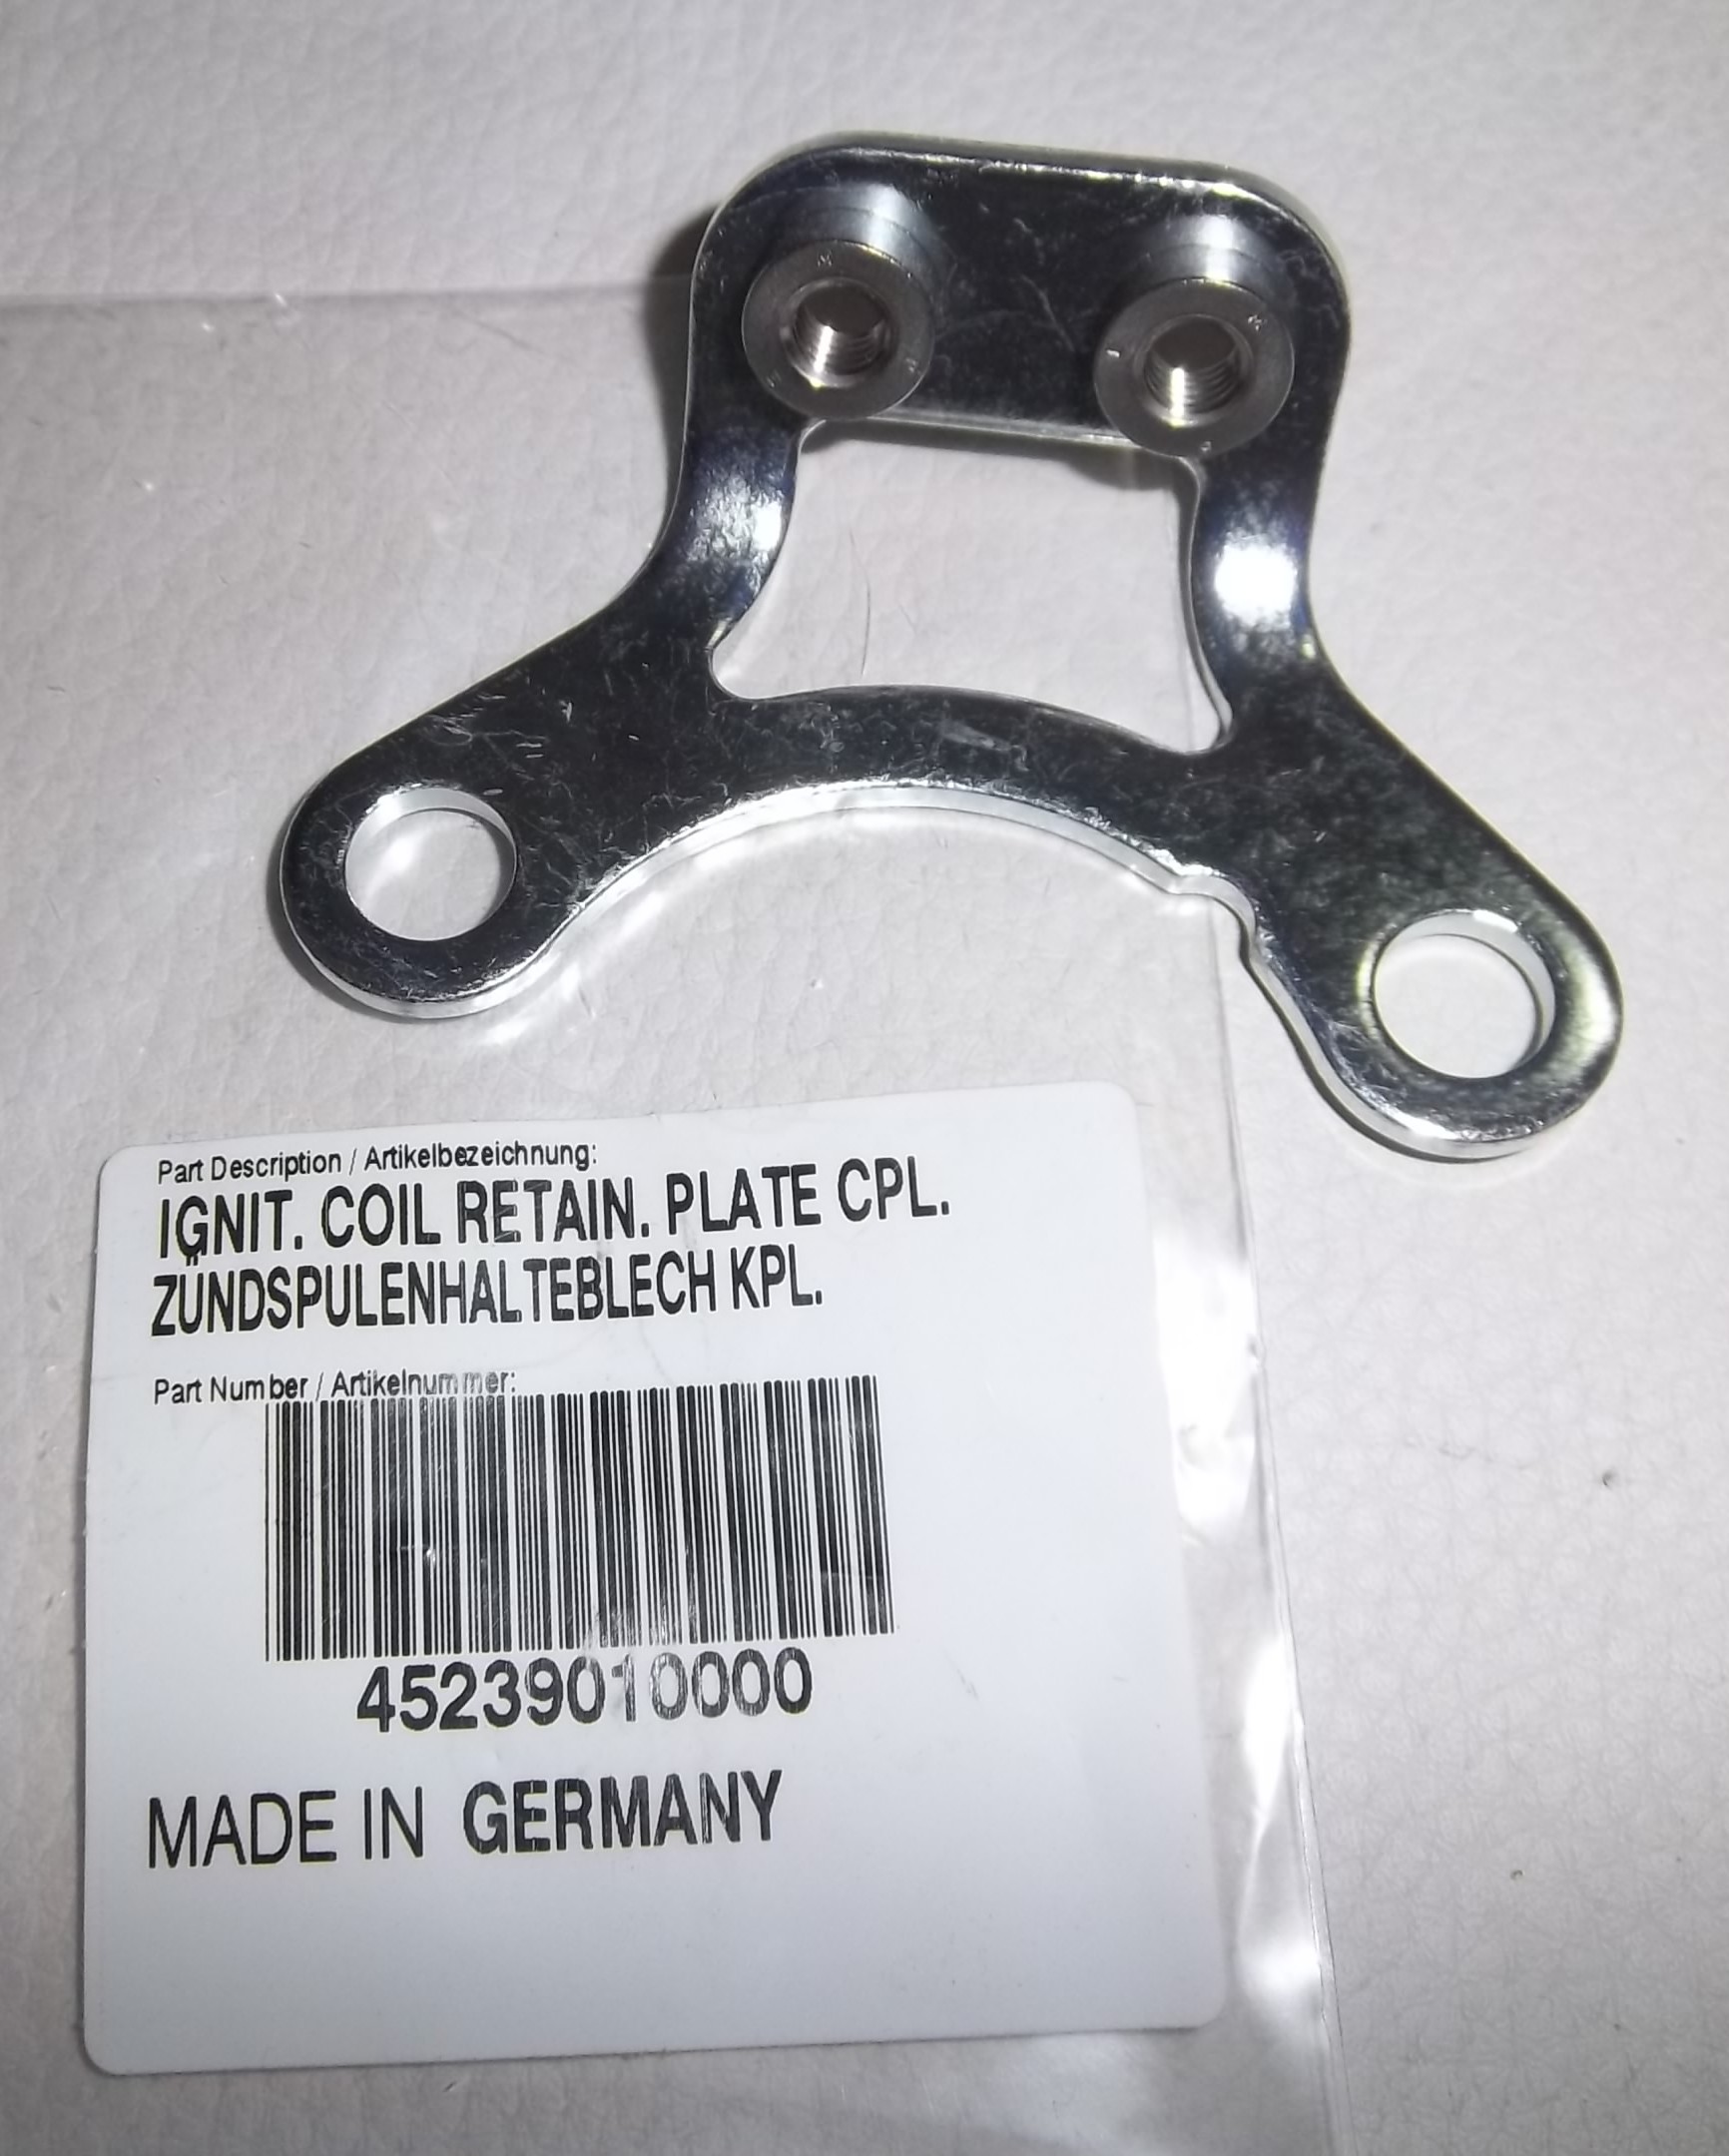 Part Description / Artikelbezeichnung:
IGNIT. COIL RETAIN. PLATE CPL.
ZÜNDSPULENHALTEBLECH KPL.
Part Number / Artikelnummer:
45239010000
MADE IN GERMANY